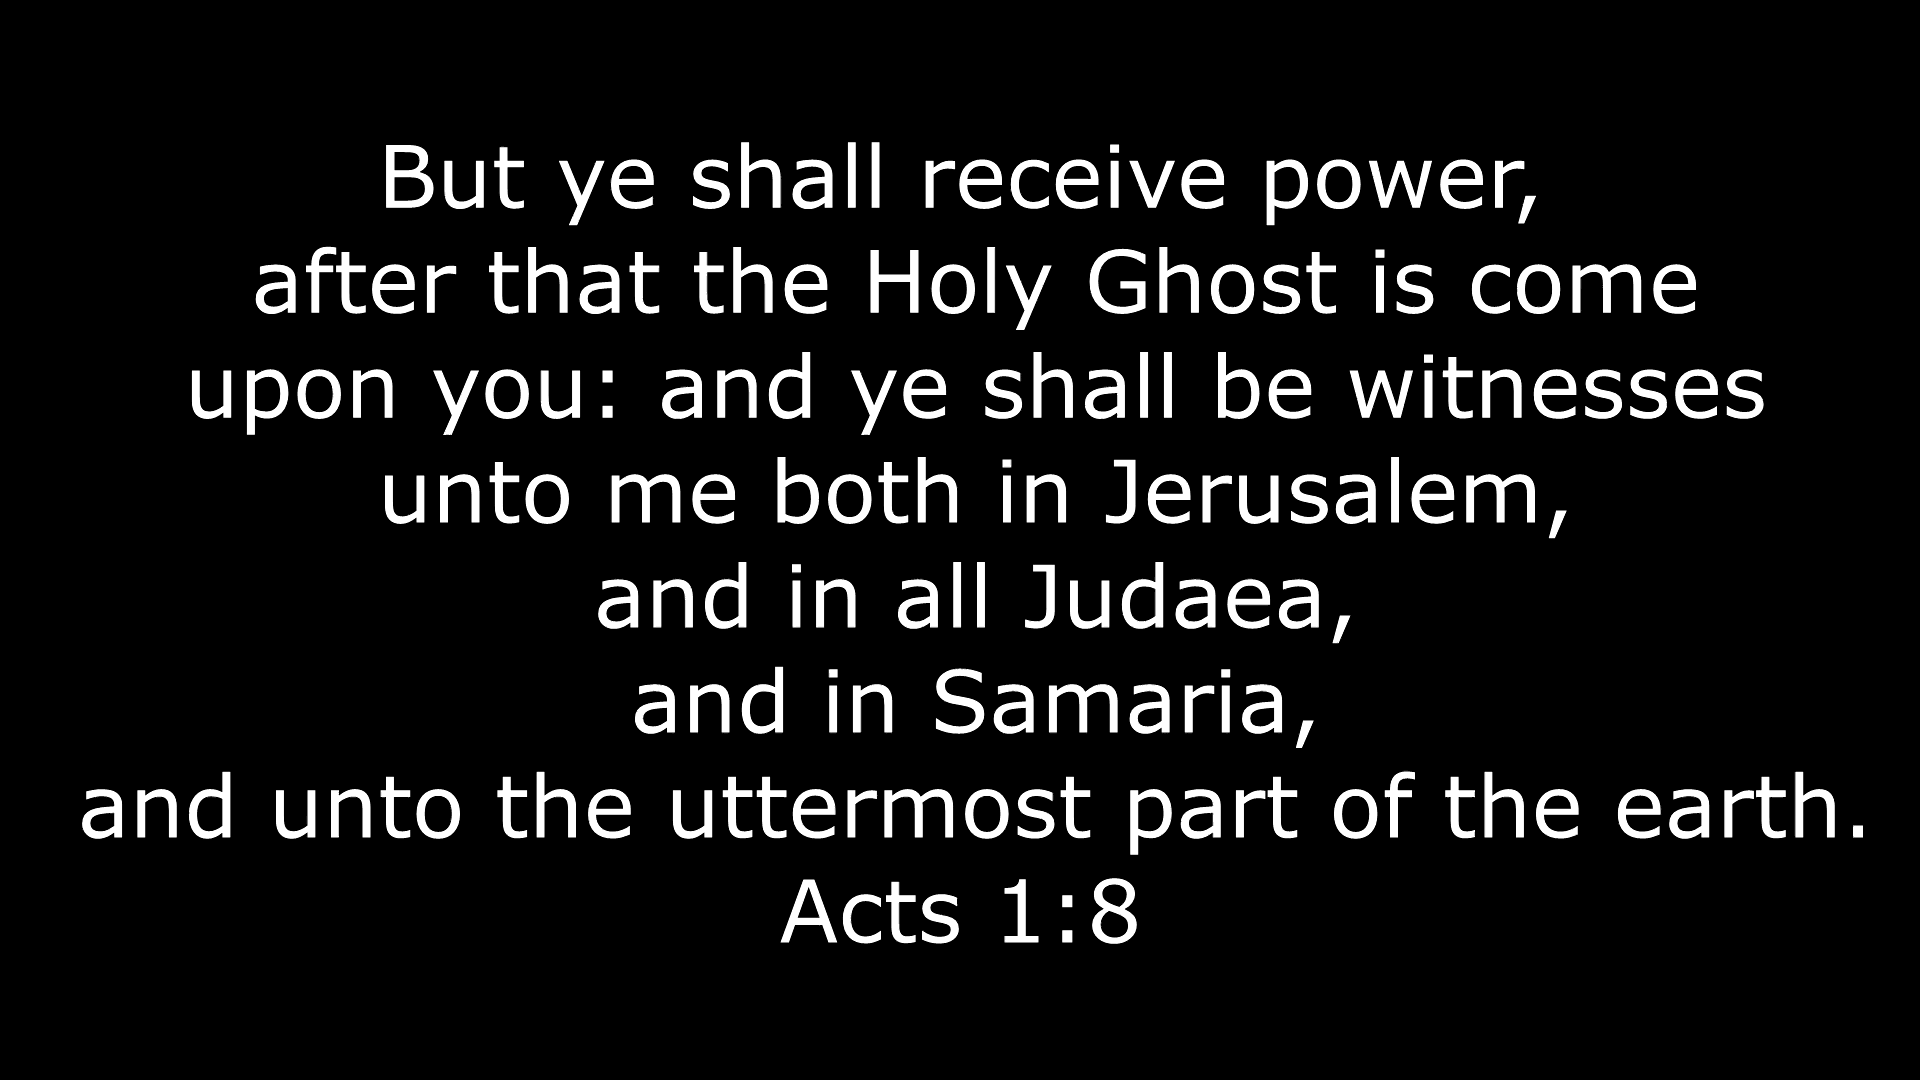 But ye shall receive power,
after that the Holy Ghost is come
upon you: and ye shall be witnesses
unto me both in Jerusalem,
and in all Judaea,
and in Samaria,
and unto the uttermost part of the earth.
Acts 1:8